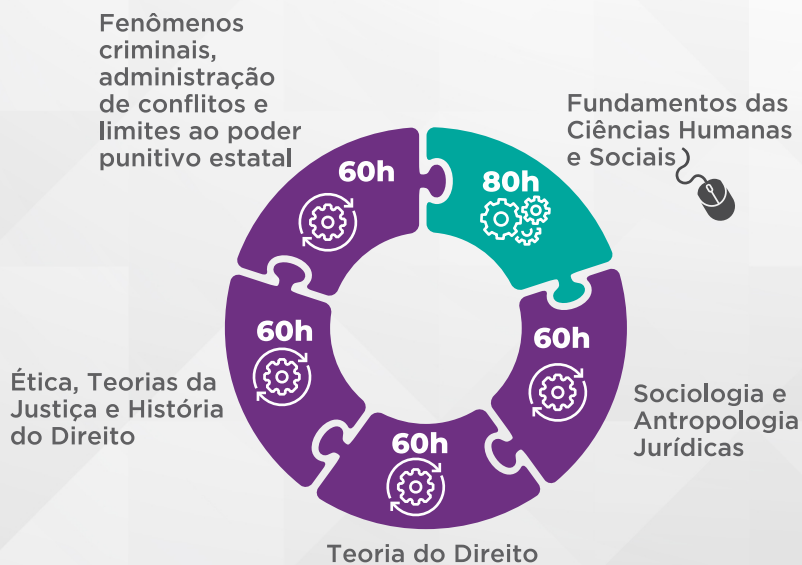 Fenômenos
criminais,
administração
de conflitos e
limites ao poder
punitivo estatal
60h
80h
Fundamentos das
Ciências Humanas
e Sociais
60h
60h
Ética, Teorias da
Justiça e História
do Direito
Sociologia e
Antropologia
Jurídicas
60h
Teoria do Direito